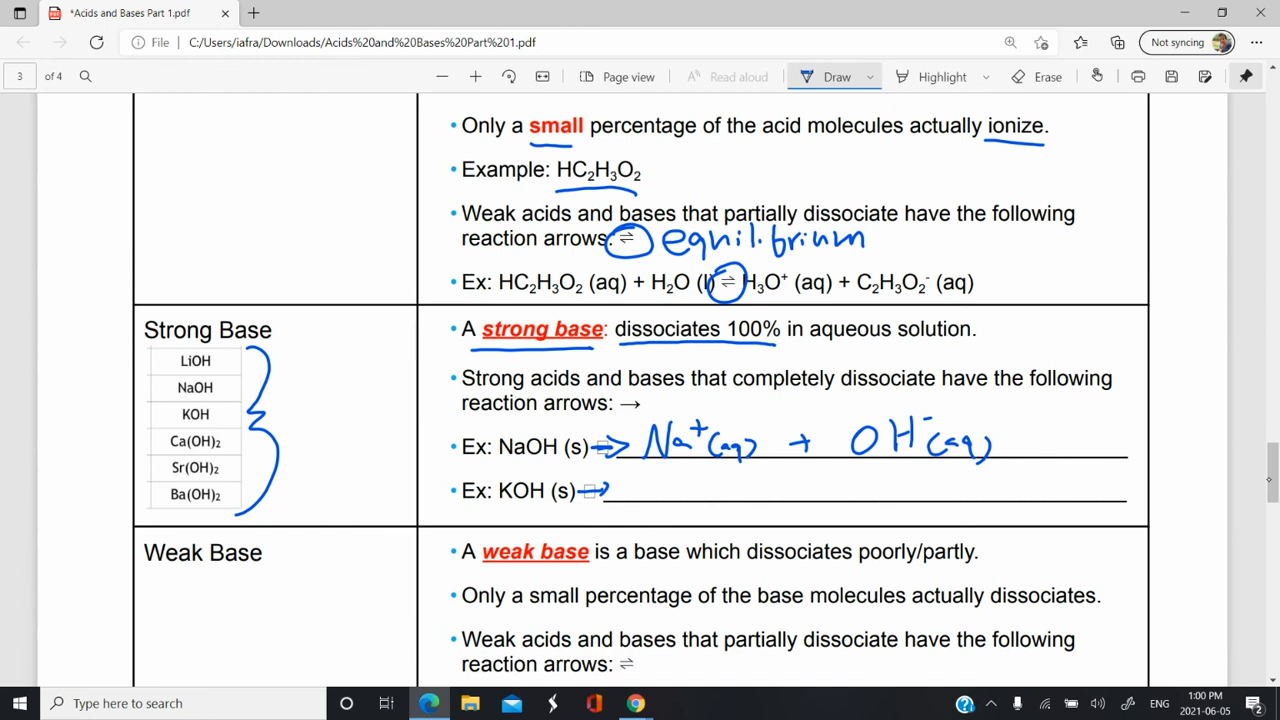 *Acids and Bases Part 1.pdf
File C:/Users/iafra/Downloads/Acids%20and%20Bases%20Part%201.pdf
Not syncing
3 of 4
Page view
Read aloud
Draw
Highlight
Erase
• Only a small percentage of the acid molecules actually ionize.
• Example: HC₂H₃O₂
• Weak acids and bases that partially dissociate have the following
reaction arrows: ⇌ equilibrium
• Ex: HC₂H₃O₂ (aq) + H₂O (l) ⇌ H₃O⁺ (aq) + C₂H₃O₂⁻ (aq)
Strong Base
LiOH
NaOH
KOH
Ca(OH)₂
Sr(OH)₂
Ba(OH)₂
• A strong base: dissociates 100% in aqueous solution.
• Strong acids and bases that completely dissociate have the following
reaction arrows: →
• Ex: NaOH (s) → Na⁺(aq) + OH⁻(aq)
• Ex: KOH (s) →
Weak Base
• A weak base is a base which dissociates poorly/partly.
• Only a small percentage of the base molecules actually dissociates.
• Weak acids and bases that partially dissociate have the following
reaction arrows: ⇌
Type here to search
1:00 PM
2021-06-05
2